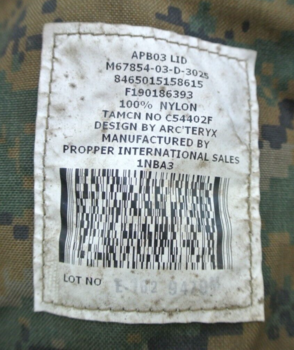 APB03 LID
M67854-03-D-3025
8465015158615
F190186393
100% NYLON
TAMCN NO C54402F
DESIGN BY ARC'TERYX
MANUFACTURED BY
PROPPER INTERNATIONAL SALES
1NBA3
LOT NO